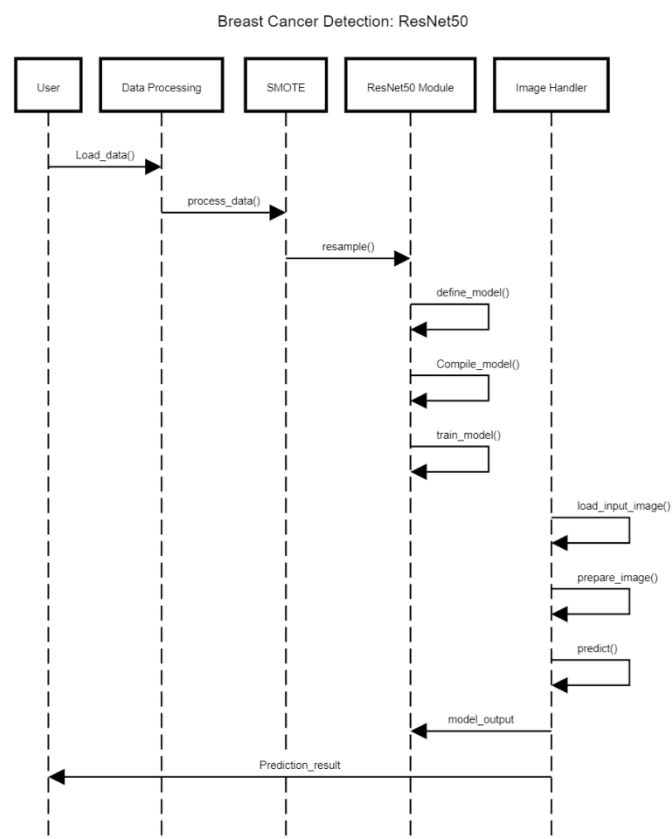 Breast Cancer Detection: ResNet50
User
Data Processing
SMOTE
ResNet50 Module
Image Handler
Load_data()
process_data()
resample()
define_model()
Compile_model()
train_model()
load_input_image()
prepare_image()
predict()
model_output
Prediction_result